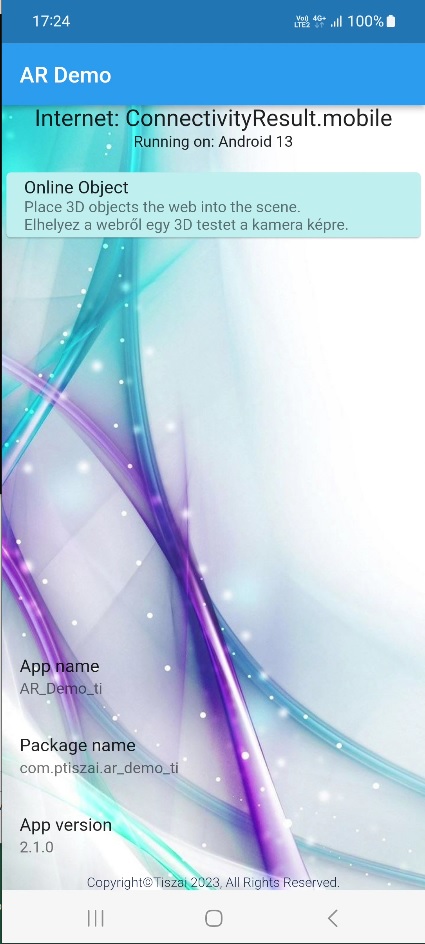 17:24
Vo)) LTE2 4G+ 100%
AR Demo
Internet: ConnectivityResult.mobile
Running on: Android 13
Online Object
Place 3D objects the web into the scene.
Elhelyez a webről egy 3D testet a kamera képre.
App name
AR_Demo_ti
Package name
com.ptiszai.ar_demo_ti
App version
2.1.0
Copyright©Tiszai 2023, All Rights Reserved.